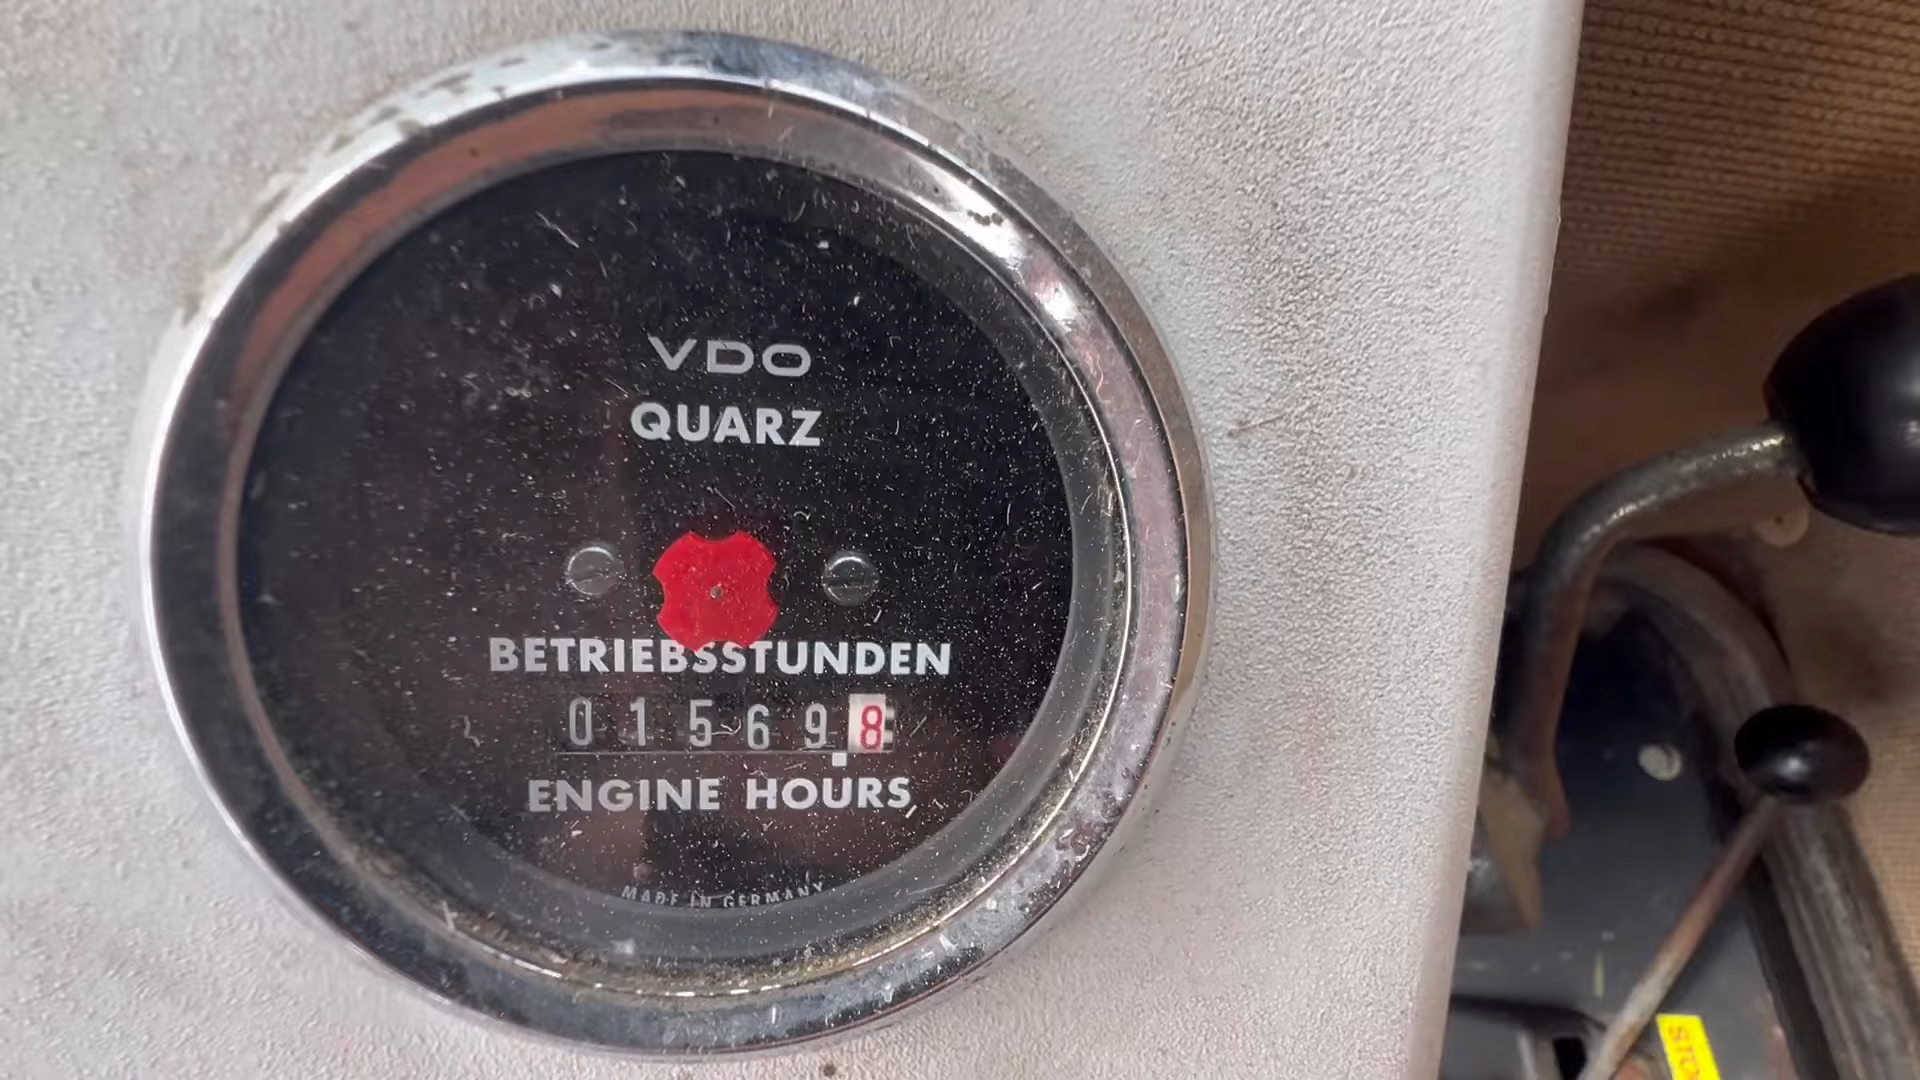 VDO
QUARZ
BETRIEBSSTUNDEN
015698
ENGINE HOURS
MADE IN GERMANY